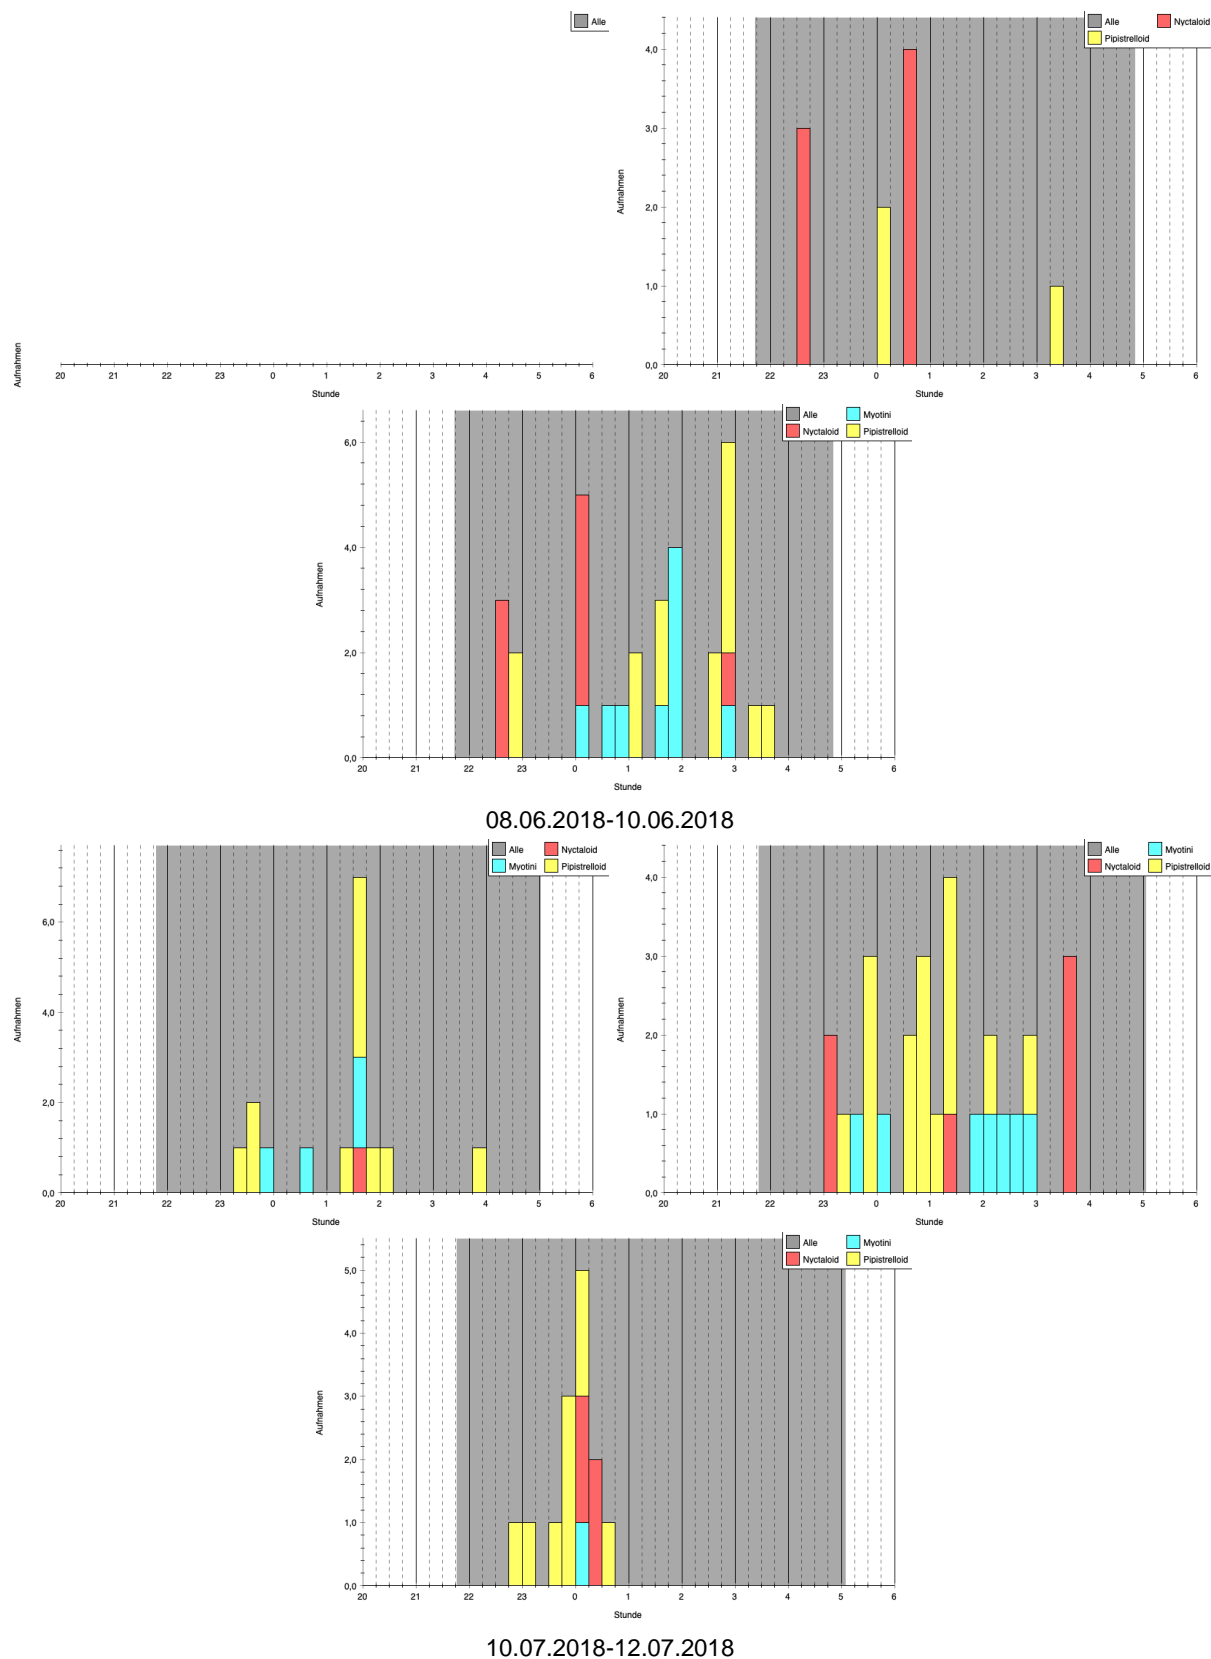 Alle
Aufnahmen
20 21 22 23 0 1 2 3 4 5 6
Stunde
Alle Nyctaloid
Pipistrelloid
4,0
3,0
2,0
1,0
0,0
Aufnahmen
20 21 22 23 0 1 2 3 4 5 6
Stunde
Alle Myotini
Nyctaloid Pipistrelloid
6,0
4,0
2,0
0,0
Aufnahmen
20 21 22 23 0 1 2 3 4 5 6
Stunde
08.06.2018-10.06.2018
Alle Nyctaloid
Myotini Pipistrelloid
6,0
4,0
2,0
0,0
Aufnahmen
20 21 22 23 0 1 2 3 4 5 6
Stunde
Alle Myotini
Nyctaloid Pipistrelloid
4,0
3,0
2,0
1,0
0,0
Aufnahmen
20 21 22 23 0 1 2 3 4 5 6
Stunde
Alle Myotini
Nyctaloid Pipistrelloid
5,0
4,0
3,0
2,0
1,0
0,0
Aufnahmen
20 21 22 23 0 1 2 3 4 5 6
Stunde
10.07.2018-12.07.2018